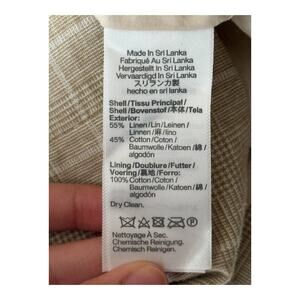 Made In Sri Lanka
Fabriqué Au Sri Lanka
Hergestellt In Sri Lanka
Vervaardigd In Sri Lanka
スリランカ製
hecho en Sri Lanka
Shell/Tissu Principal/
Shell/Bovenstof/本体/Tela
Exterior:
55% Linen/Lin/Leinen/
Linnen/麻/lino
45% Cotton/Coton/
Baumwolle/Katoen/綿/
algodón
Lining/Doublure/Futter/
Voering/裏地/Forro:
100% Cotton/Coton/
Baumwolle/Katoen/綿/
algodón
Dry Clean.
Nettoyage À Sec.
Chemische Reinigung.
Chemisch Reinigen.